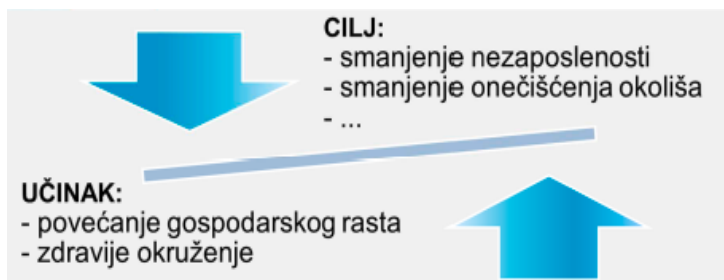 CILJ:
- smanjenje nezaposlenosti
- smanjenje onečišćenja okoliša
- ...
UČINAK:
- povećanje gospodarskog rasta
- zdravije okruženje